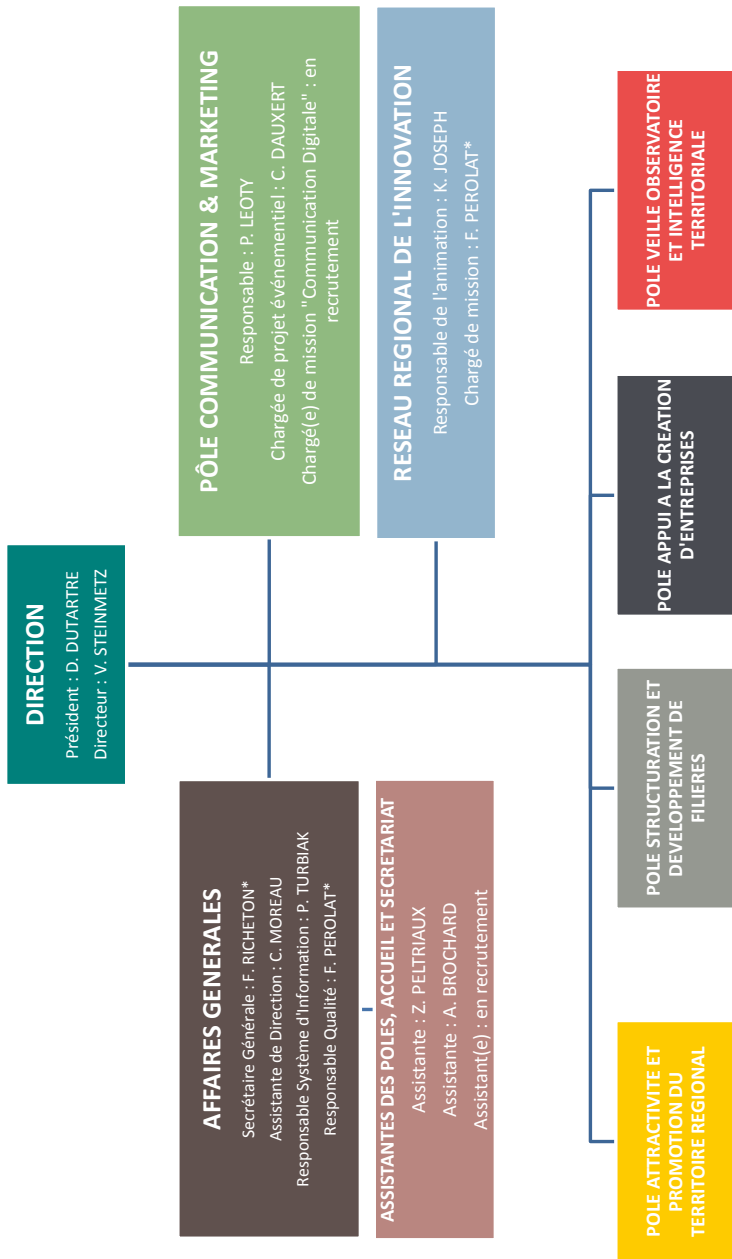 DIRECTION
Président : D. DUTARTRE
Directeur : V. STEINMETZ
AFFAIRES GENERALES
Secrétaire Générale : F. RICHETON*
Assistante de Direction : C. MOREAU
Responsable Système d'Information : P. TURBIAK
Responsable Qualité : F. PEROLAT*
PÔLE COMMUNICATION & MARKETING
Responsable : P. LEOTY
Chargée de projet événementiel : C. DAUXERT
Chargé(e) de mission "Communication Digitale" : en
recrutement
ASSISTANTES DES POLES, ACCUEIL ET SECRETARIAT
Assistante : Z. PELTRIAUX
Assistante : A. BROCHARD
Assistant(e) : en recrutement
RESEAU REGIONAL DE L'INNOVATION
Responsable de l'animation : K. JOSEPH
Chargé de mission : F. PEROLAT*
POLE ATTRACTIVITE ET
PROMOTION DU
TERRITOIRE REGIONAL
POLE STRUCTURATION ET
DEVELOPPEMENT DE
FILIERES
POLE APPUI A LA CREATION
D'ENTREPRISES
POLE VEILLE OBSERVATOIRE
ET INTELLIGENCE
TERRITORIALE